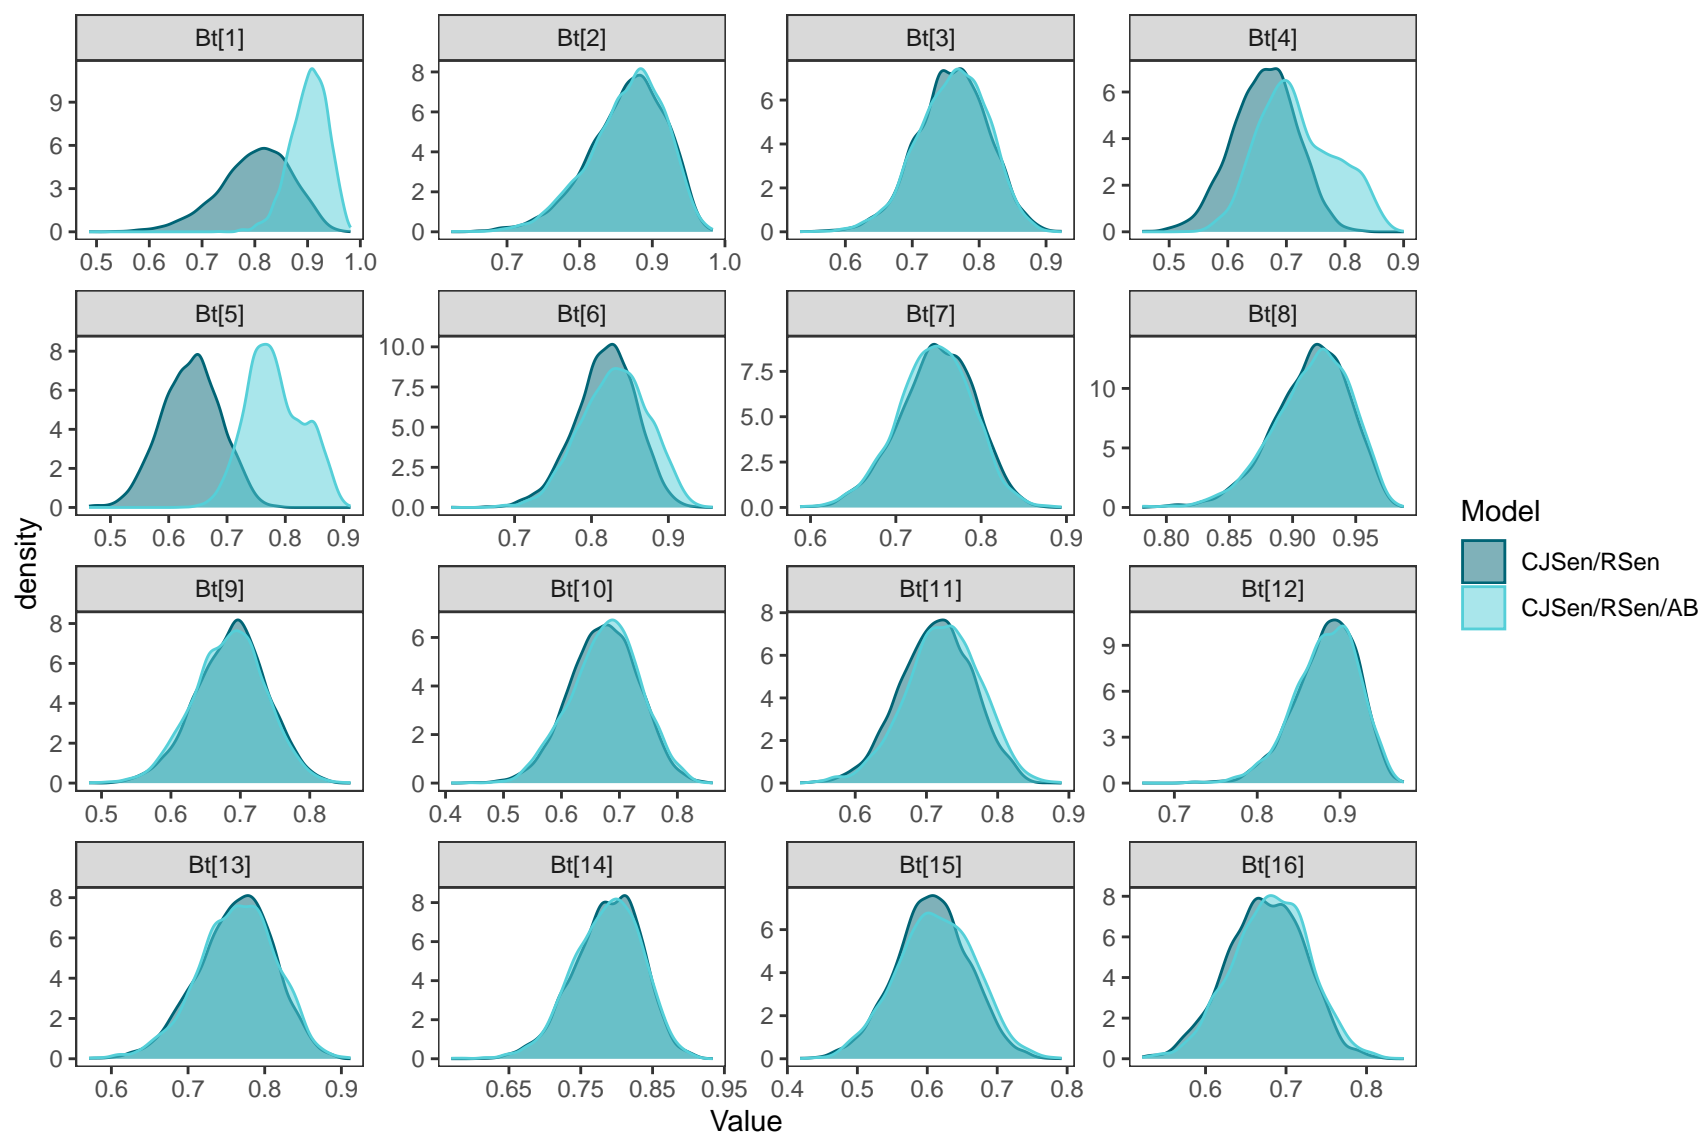 Bt[1] Bt[2] Bt[3] Bt[4]
9 6 3 0
8 6 4 2 0
6 4 2 0
6 4 2 0
0.5 0.6 0.7 0.8 0.9 1.0
0.7 0.8 0.9 1.0
0.6 0.7 0.8 0.9
0.5 0.6 0.7 0.8 0.9
Bt[5] Bt[6] Bt[7] Bt[8]
8 6 4 2 0
10.0 7.5 5.0 2.5 0.0
7.5 5.0 2.5 0.0
10 5 0
0.5 0.6 0.7 0.8 0.9
0.7 0.8 0.9
0.6 0.7 0.8 0.9
0.80 0.85 0.90 0.95
Bt[9] Bt[10] Bt[11] Bt[12]
8 6 4 2 0
6 4 2 0
8 6 4 2 0
9 6 3 0
0.5 0.6 0.7 0.8
0.4 0.5 0.6 0.7 0.8
0.6 0.7 0.8 0.9
0.7 0.8 0.9
Bt[13] Bt[14] Bt[15] Bt[16]
8 6 4 2 0
8 6 4 2 0
6 4 2 0
8 6 4 2 0
0.6 0.7 0.8 0.9
0.65 0.75 0.85 0.95
0.4 0.5 0.6 0.7 0.8
0.6 0.7 0.8
density
Value
Model
CJSen/RSen
CJSen/RSen/AB